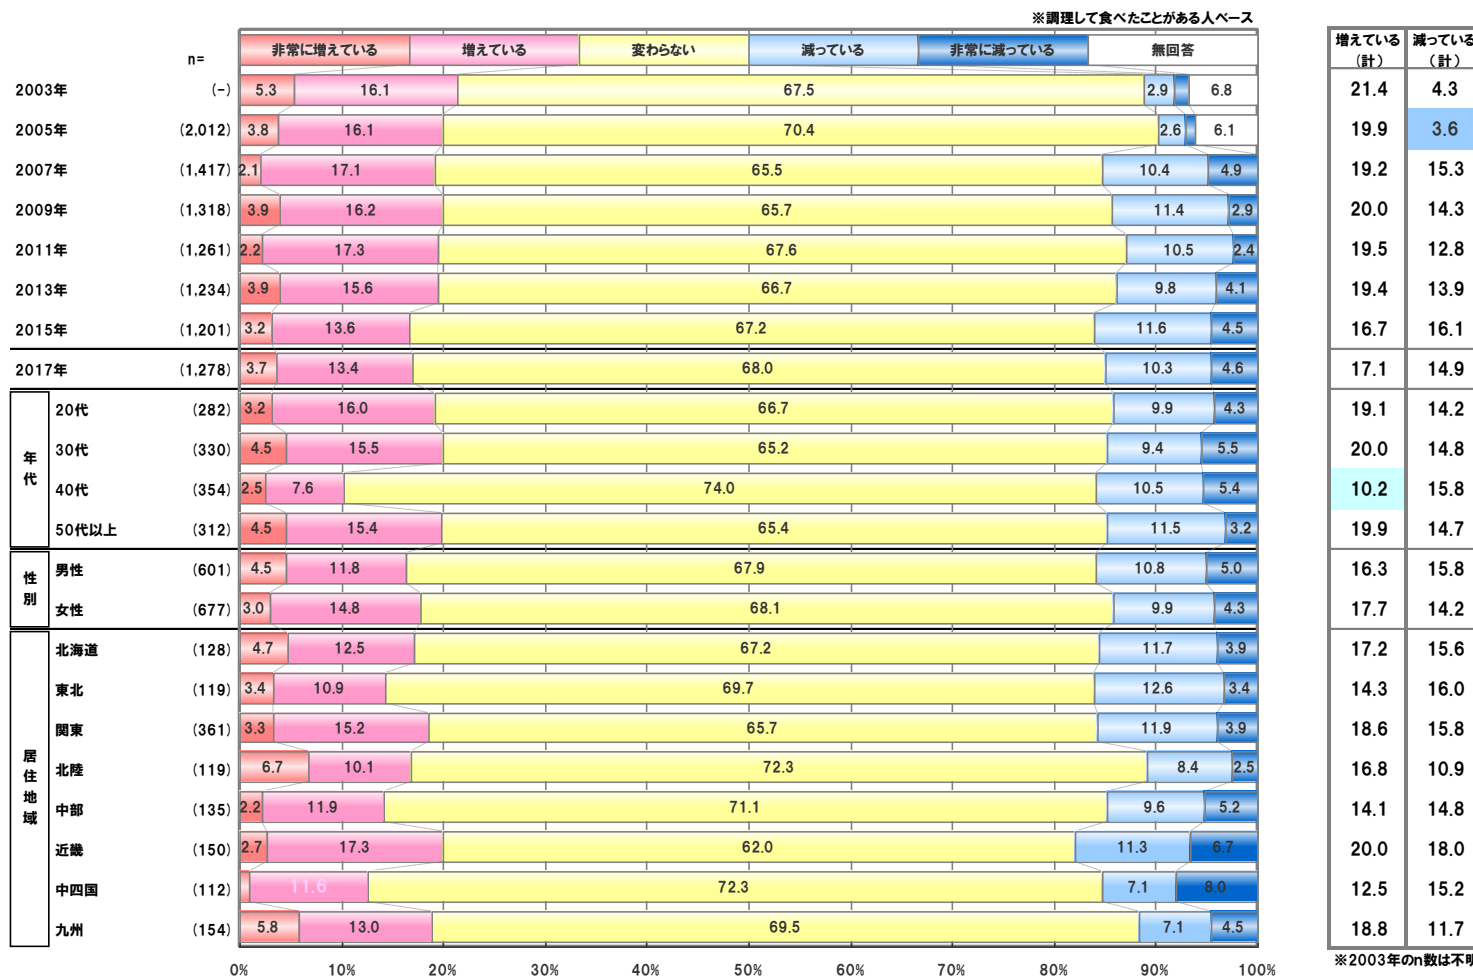 ※調理して食べたことがある人ベース
n=
非常に増えている 増えている 変わらない 減っている 非常に減っている 無回答
増えている（計） 減っている（計）
2003年 (-) 5.3 16.1 67.5 2.9 6.8 21.4 4.3
2005年 (2,012) 3.8 16.1 70.4 2.6 6.1 19.9 3.6
2007年 (1,417) 2.1 17.1 65.5 10.4 4.9 19.2 15.3
2009年 (1,318) 3.9 16.2 65.7 11.4 2.9 20.0 14.3
2011年 (1,261) 2.2 17.3 67.6 10.5 2.4 19.5 12.8
2013年 (1,234) 3.9 15.6 66.7 9.8 4.1 19.4 13.9
2015年 (1,201) 3.2 13.6 67.2 11.6 4.5 16.7 16.1
2017年 (1,278) 3.7 13.4 68.0 10.3 4.6 17.1 14.9
年代
20代 (282) 3.2 16.0 66.7 9.9 4.3 19.1 14.2
30代 (330) 4.5 15.5 65.2 9.4 5.5 20.0 14.8
40代 (354) 2.5 7.6 74.0 10.5 5.4 10.2 15.8
50代以上 (312) 4.5 15.4 65.4 11.5 3.2 19.9 14.7
性別
男性 (601) 4.5 11.8 67.9 10.8 5.0 16.3 15.8
女性 (677) 3.0 14.8 68.1 9.9 4.3 17.7 14.2
居住地域
北海道 (128) 4.7 12.5 67.2 11.7 3.9 17.2 15.6
東北 (119) 3.4 10.9 69.7 12.6 3.4 14.3 16.0
関東 (361) 3.3 15.2 65.7 11.9 3.9 18.6 15.8
北陸 (119) 6.7 10.1 72.3 8.4 2.5 16.8 10.9
中部 (135) 2.2 11.9 71.1 9.6 5.2 14.1 14.8
近畿 (150) 2.7 17.3 62.0 11.3 6.7 20.0 18.0
中四国 (112) 11.6 72.3 7.1 8.0 12.5 15.2
九州 (154) 5.8 13.0 69.5 7.1 4.5 18.8 11.7
0% 10% 20% 30% 40% 50% 60% 70% 80% 90% 100%
※2003年のn数は不明